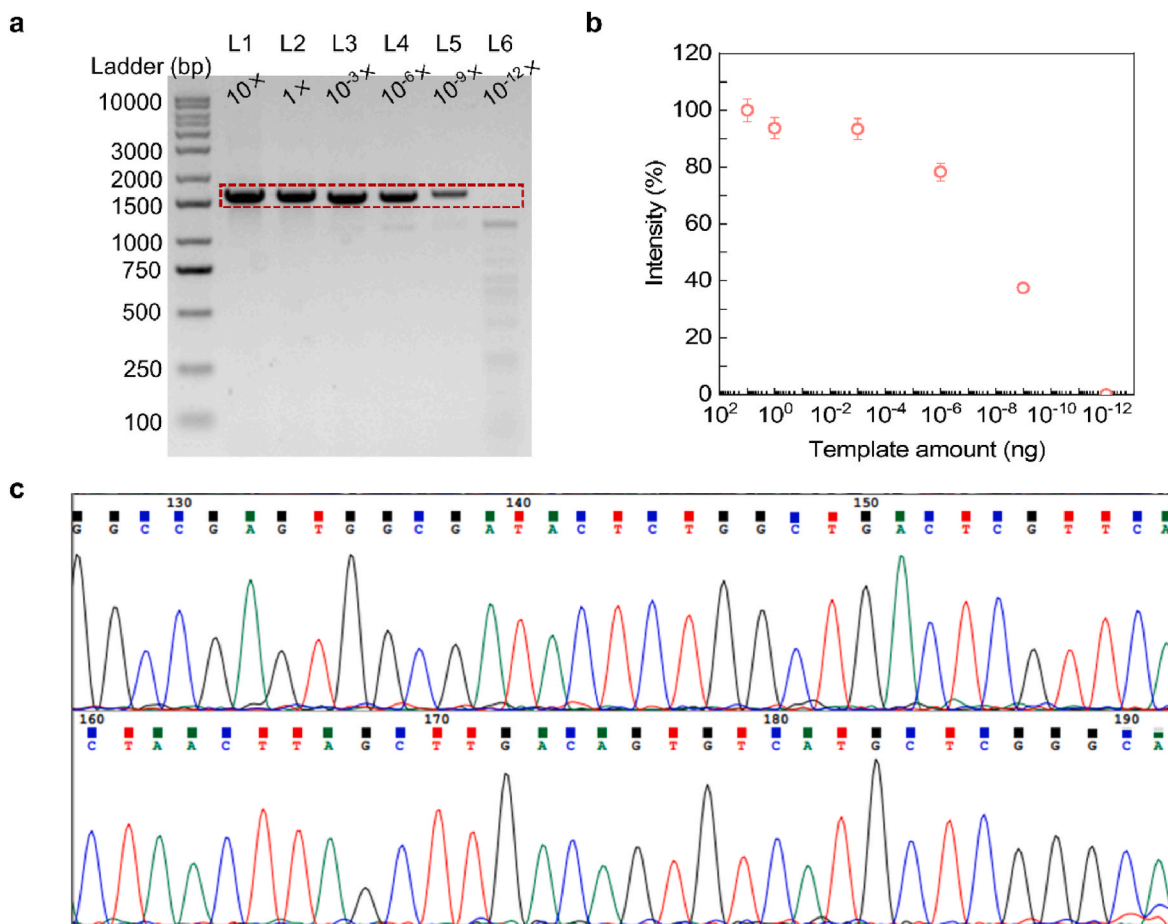 a
L1 L2 L3 L4 L5 L6
Ladder (bp) 10× 1× 10⁻³× 10⁻⁶× 10⁻⁹× 10⁻¹²×
10000
3000
2000
1500
1000
750
500
250
100
b
120
100
80
60
40
20
0
Intensity (%)
10² 10⁰ 10⁻² 10⁻⁴ 10⁻⁶ 10⁻⁸ 10⁻¹⁰ 10⁻¹²
Template amount (ng)
c
130 140 150
G G C C G A G T G G C G A T A C T C T G G C T G A C T C G T T C A
160 170 180 190
C T A A C T T A G C T T G A C A G T G T C A T G C T C G G G C A